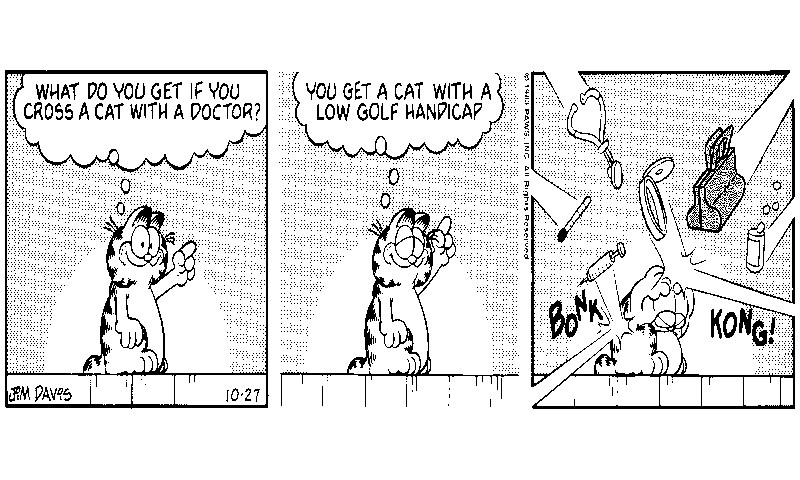 WHAT DO YOU GET IF YOU
CROSS A CAT WITH A DOCTOR?
JIM DAVIS
10-27
YOU GET A CAT WITH A
LOW GOLF HANDICAP
PAWS, INC. All Rights Reserved
BONK
KONG!